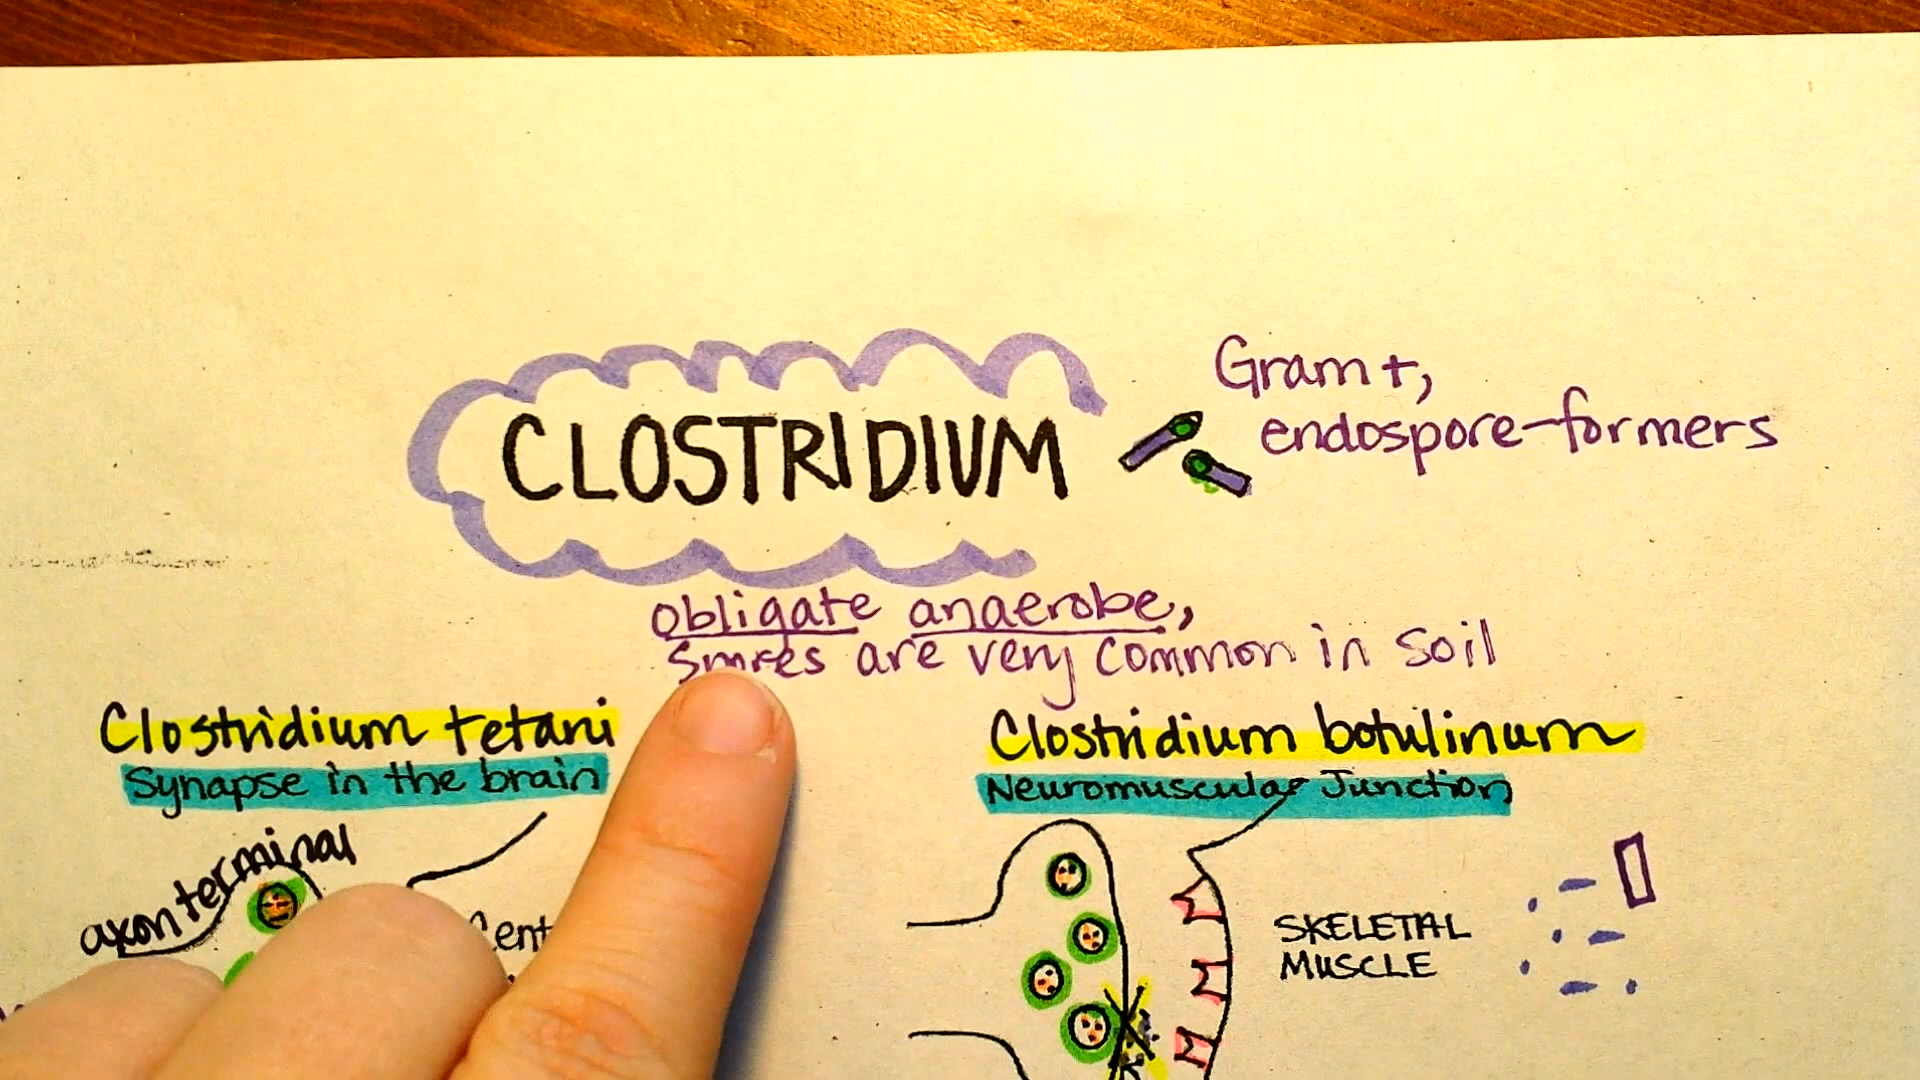 CLOSTRIDIUM
Gram +,
endospore-formers
obligate anaerobe,
spores are very common in soil
Clostridium tetani
Synapse in the brain
axon terminal
Clostridium botulinum
Neuromuscular Junction
SKELETAL
MUSCLE